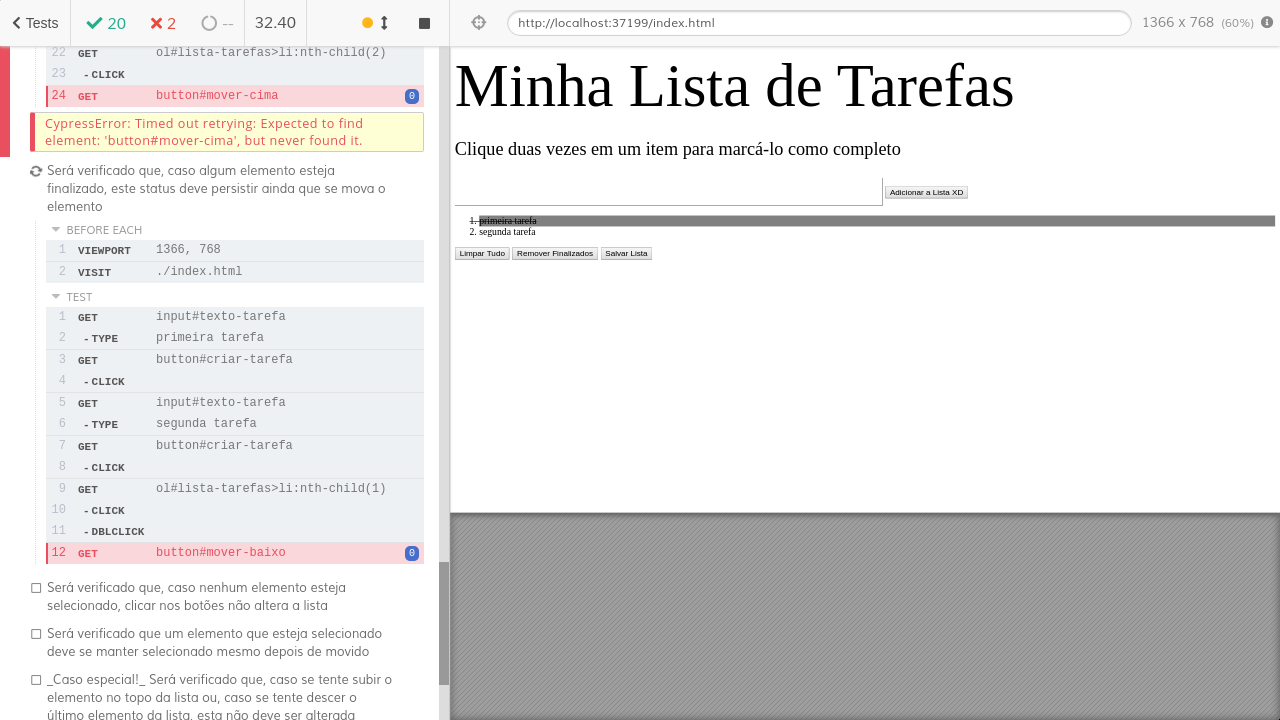 Tests 20 2 -- 32.40
http://localhost:37199/index.html 1366 x 768 (60%)
22 GET ol#lista-tarefas>li:nth-child(2)
23 -CLICK
24 GET button#mover-cima 0
CypressError: Timed out retrying: Expected to find
element: 'button#mover-cima', but never found it.
Será verificado que, caso algum elemento esteja
finalizado, este status deve persistir ainda que se mova o
elemento
BEFORE EACH
1 VIEWPORT 1366, 768
2 VISIT ./index.html
TEST
1 GET input#texto-tarefa
2 -TYPE primeira tarefa
3 GET button#criar-tarefa
4 -CLICK
5 GET input#texto-tarefa
6 -TYPE segunda tarefa
7 GET button#criar-tarefa
8 -CLICK
9 GET ol#lista-tarefas>li:nth-child(1)
10 -CLICK
11 -DBLCLICK
12 GET button#mover-baixo 0
Será verificado que, caso nenhum elemento esteja
selecionado, clicar nos botões não altera a lista
Será verificado que um elemento que esteja selecionado
deve se manter selecionado mesmo depois de movido
_Caso especial!_ Será verificado que, caso se tente subir o
elemento no topo da lista ou, caso se tente descer o
último elemento da lista, esta não deve ser alterada
Minha Lista de Tarefas
Clique duas vezes em um item para marcá-lo como completo
Adicionar a Lista XD
1. primeira tarefa
2. segunda tarefa
Limpar Tudo Remover Finalizados Salvar Lista